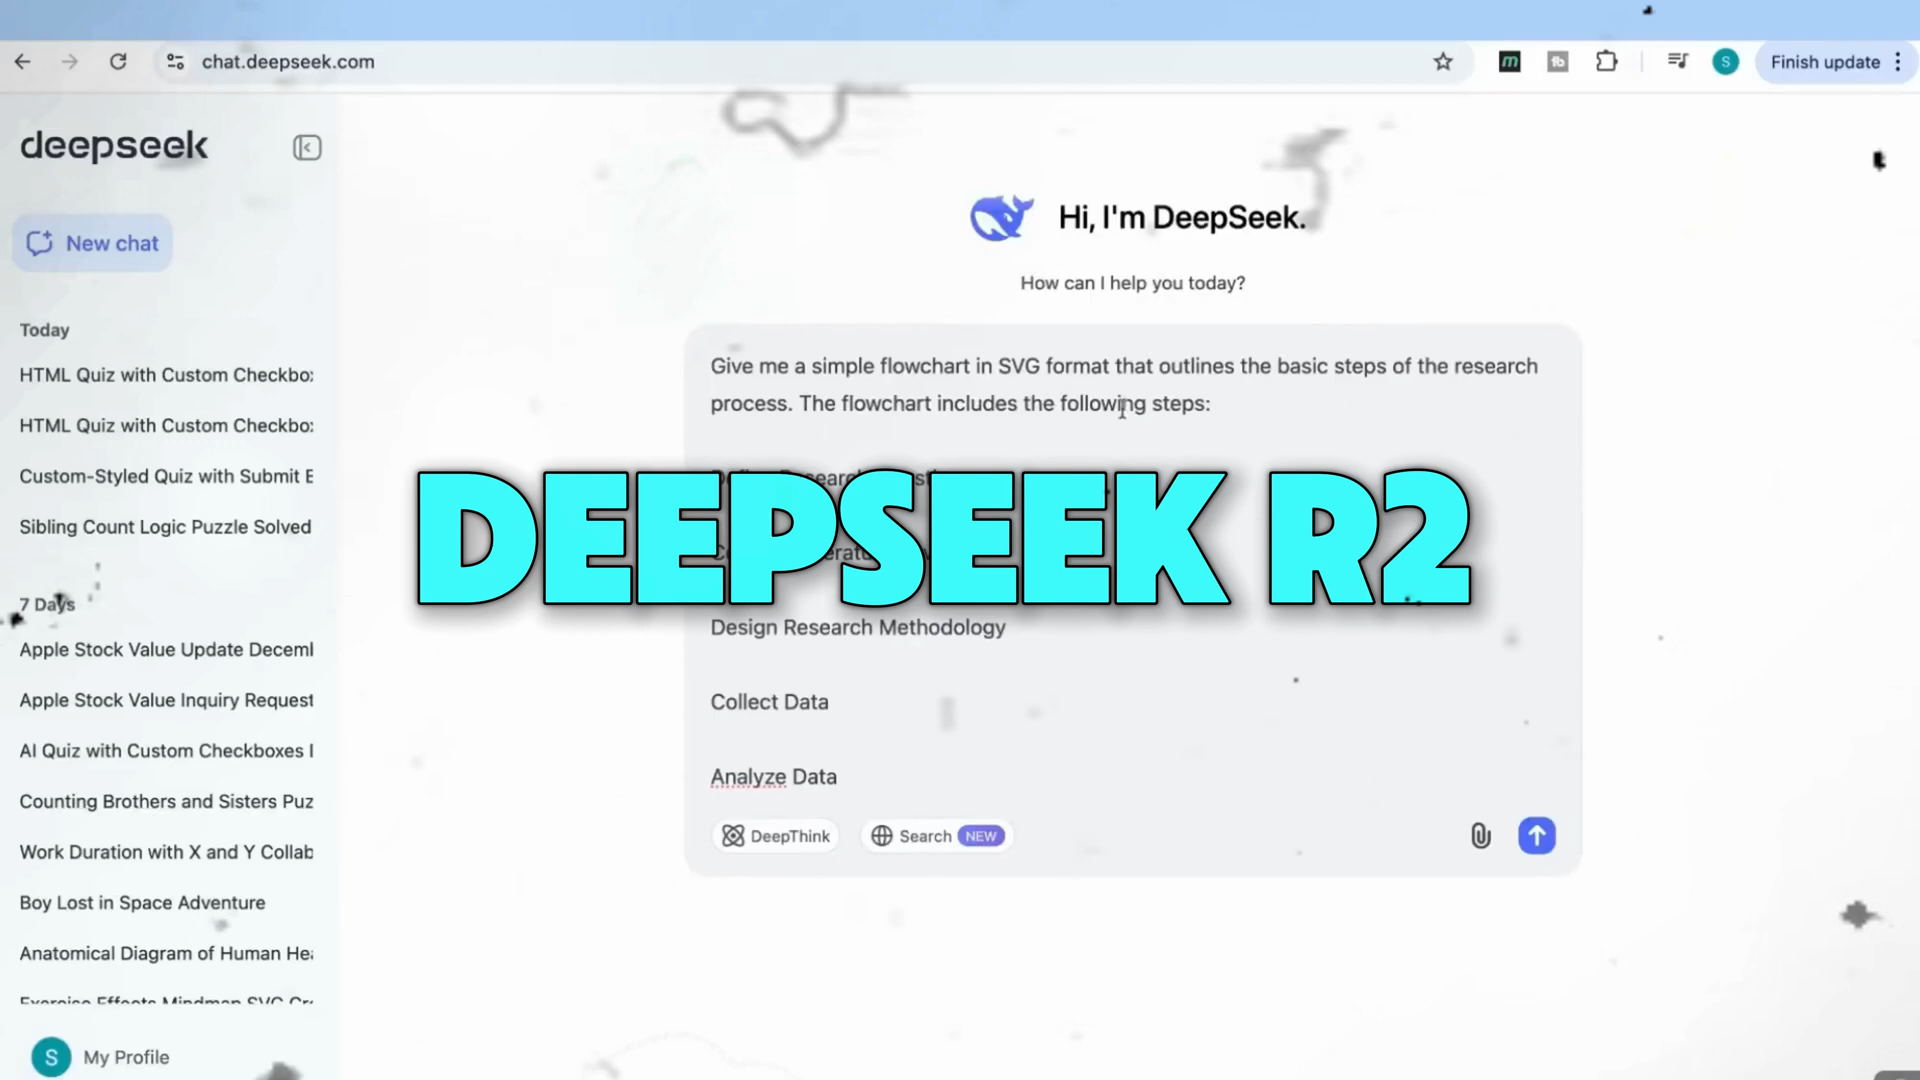 chat.deepseek.com
Finish update
deepseek
New chat
Today
HTML Quiz with Custom Checkbo
HTML Quiz with Custom Checkbo
Custom-Styled Quiz with Submit E
Sibling Count Logic Puzzle Solved
7 Days
Apple Stock Value Update Decem
Apple Stock Value Inquiry Request
AI Quiz with Custom Checkboxes I
Counting Brothers and Sisters Puz
Work Duration with X and Y Collab
Boy Lost in Space Adventure
Anatomical Diagram of Human Hea
S
My Profile
S
Hi, I'm DeepSeek.
How can I help you today?
Give me a simple flowchart in SVG format that outlines the basic steps of the research
process. The flowchart includes the following steps:
DEEPSEEK R2
Design Research Methodology
Collect Data
Analyze Data
DeepThink
Search NEW